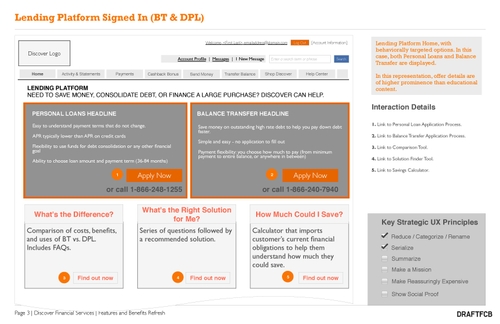 Lending Platform Signed In (BT & DPL)
Discover Logo
Log Out
Account Profile | Messages | 1 New Message
Search
Home
Activity & Statements
Payments
Cashback Bonus
Send Money
Transfer Balance
Shop Discover
Help Center
LENDING PLATFORM
NEED TO SAVE MONEY, CONSOLIDATE DEBT, OR FINANCE A LARGE PURCHASE? DISCOVER CAN HELP.
PERSONAL LOANS HEADLINE
Easy to understand payment terms that do not change
APR typically lower than APR on credit cards
Flexibility to use funds for debt consolidation or any other financial
goal
Ability to choose loan amount and payment term (36-84 months)
1
Apply Now
or call 1-866-248-1255
BALANCE TRANSFER HEADLINE
Save money on outstanding high rate debt to help you pay down debt
faster
Simple and easy - no application to fill out
Payment flexibility: you choose how much to pay (from minimum
payment to entire balance, or anywhere in between)
2
Apply Now
or call 1-866-240-7940
What's the Difference?
Comparison of costs, benefits,
and uses of BT vs. DPL.
Includes FAQs.
Find out now
What's the Right Solution
for Me?
Series of questions followed by
a recommended solution.
Find out now
How Much Could I Save?
Calculator that imports
customer's current financial
obligations to help them
understand how much they
could save.
Find out now
Lending Platform Home, with
behaviorally targeted options. In this
case, both Personal Loans and Balance
Transfer are displayed.
In this representation, offer details are
of higher prominence than educational
content.
Interaction Details
1. Link to Personal Loan Application Process.
2. Link to Balance Transfer Application Process.
3. Link to Comparison Tool.
4. Link to Solution Finder Tool.
5. Link to Savings Calculator.
Key Strategic UX Principles
Reduce / Categorize / Rename
Serialize
Summarize
Make a Mission
Make Reassuringly Expensive
Show Social Proof
Page 3 | Discover Financial Services | Features and Benefits Refresh
DRAFTFCB